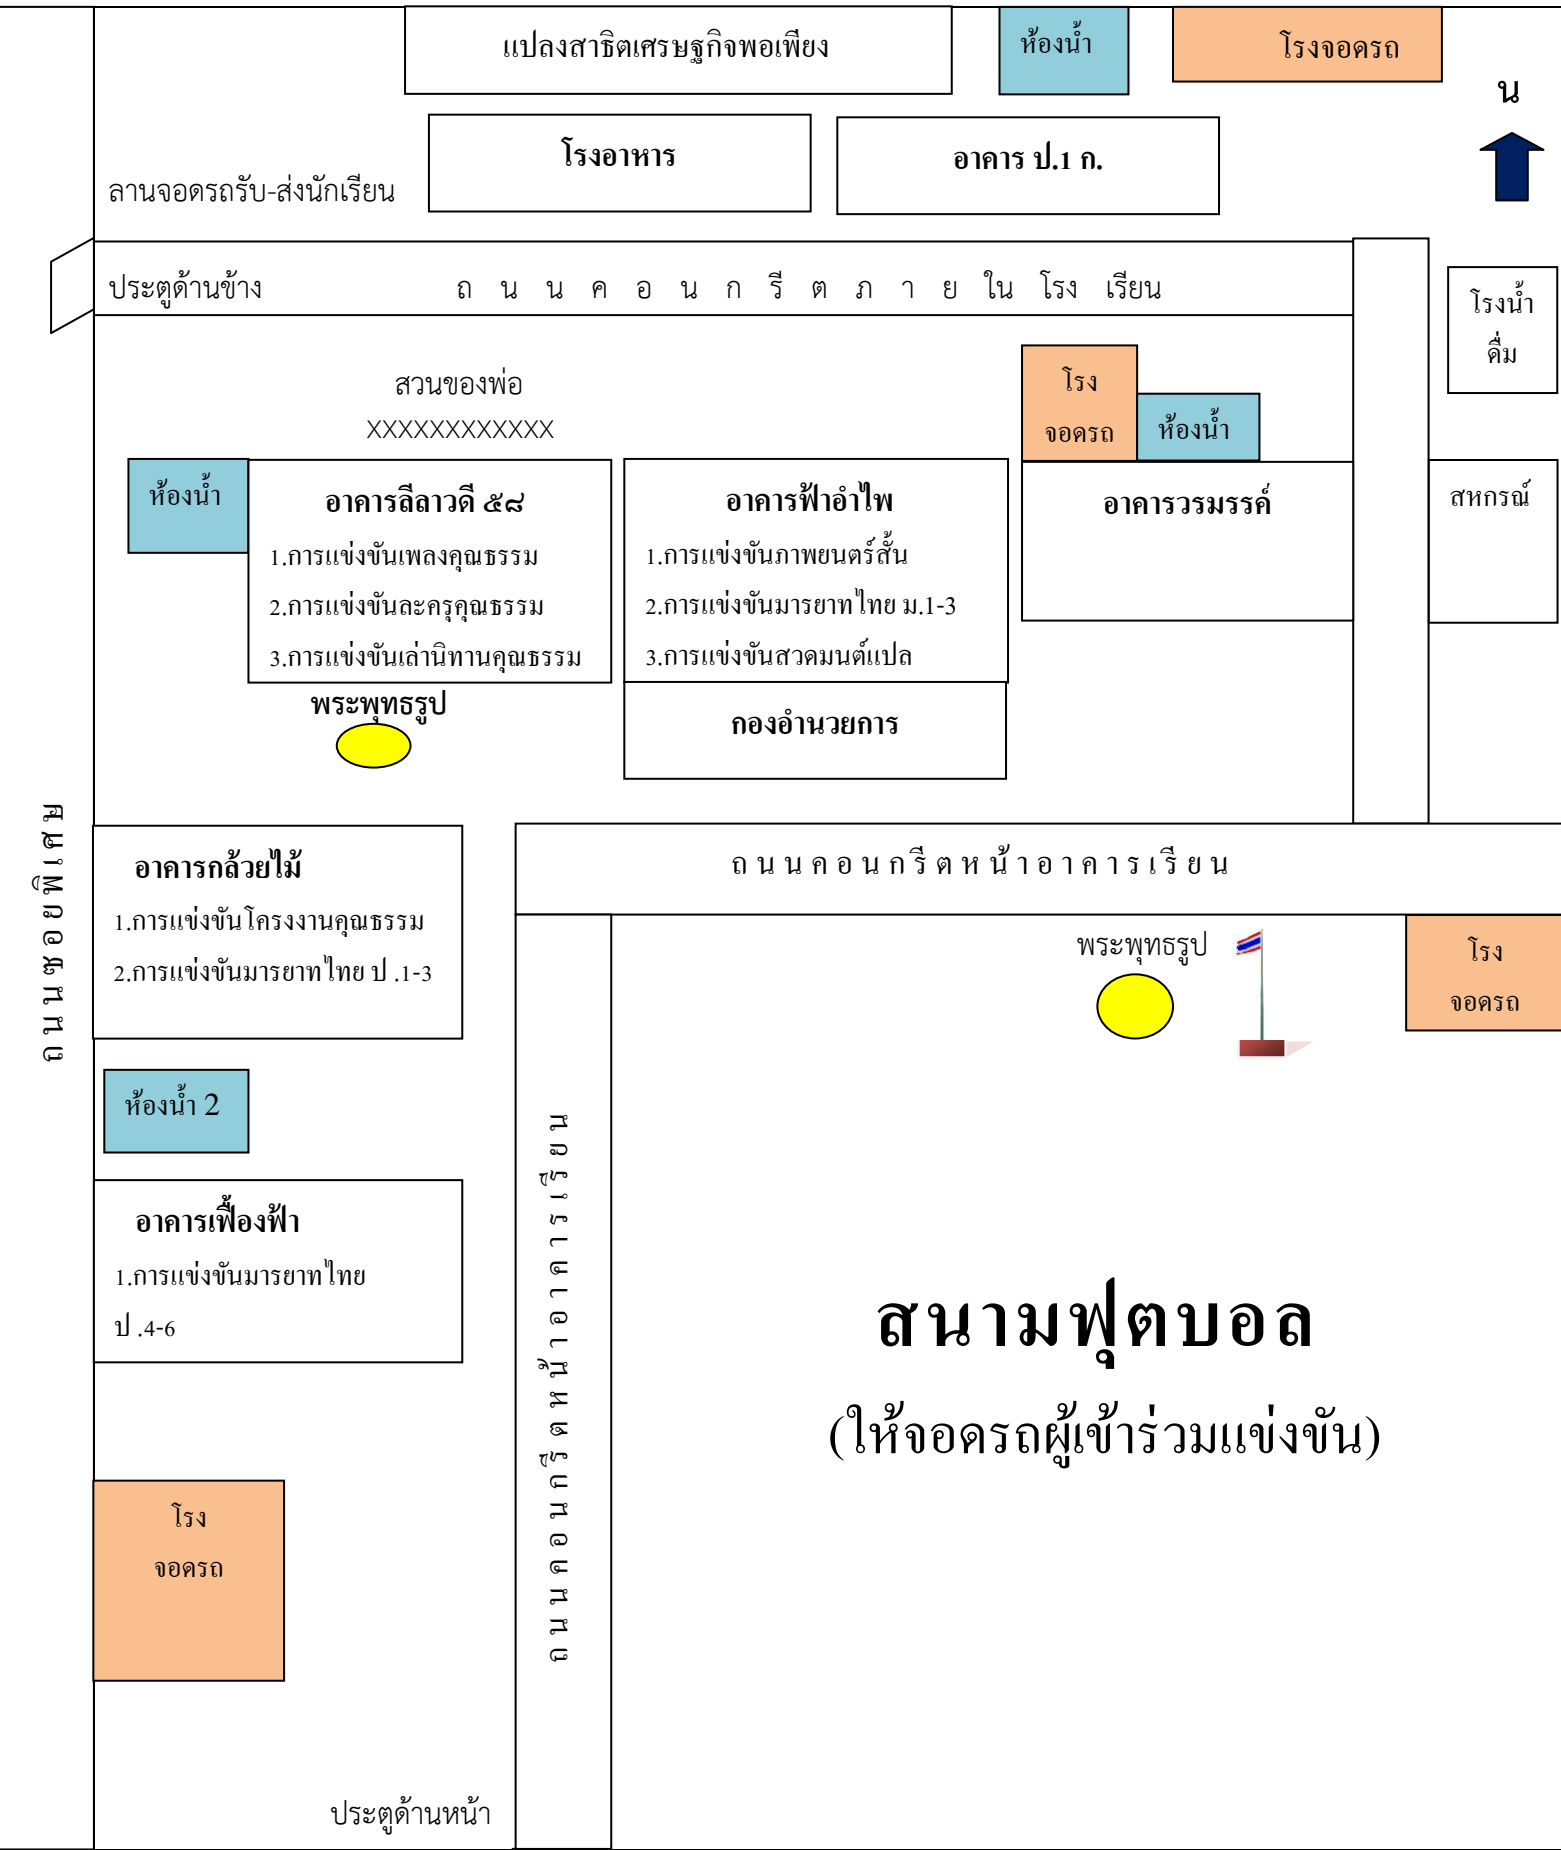 แปลงสาธิตเศรษฐกิจพอเพียง
ห้องน้ำ
โรงจอดรถ
น
โรงอาหาร
อาคาร ป.1 ก.
ลานจอดรถรับ-ส่งนักเรียน
ประตูด้านข้าง
ถ น น ค อ น ก รี ต ภ า ย ใน โรง เรียน
โรงน้ำ
ดื่ม
สวนของพ่อ
XXXXXXXXXXXX
โรง
จอดรถ
ห้องน้ำ
ห้องน้ำ
อาคารลีลาวดี ๕๘
1.การแข่งขันเพลงคุณธรรม
2.การแข่งขันละครุคุณธรรม
3.การแข่งขันเล่านิทานคุณธรรม
อาคารฟ้าอำไพ
1.การแข่งขันภาพยนตร์สั้น
2.การแข่งขันมารยาทไทย ม.1-3
3.การแข่งขันสวดมนต์แปล
อาคารวรมรรค์
สหกรณ์
พระพุทธรูป
กองอำนวยการ
ถ น น ซ อ ย พิ เ ศ ษ
อาคารกล้วยไม้
1.การแข่งขันโครงงานคุณธรรม
2.การแข่งขันมารยาทไทย ป .1-3
ถ น น ค อ น ก รี ต ห น้ า อ า ค า ร เ รี ย น
พระพุทธรูป
โรง
จอดรถ
ห้องน้ำ 2
ถ น น ค อ น ก รี ต ห น้ า อ า ค า ร เ รี ย น
อาคารเฟื้องฟ้า
1.การแข่งขันมารยาทไทย
ป .4-6
สนามฟุตบอล
(ให้จอดรถผู้เข้าร่วมแข่งขัน)
โรง
จอดรถ
ประตูด้านหน้า